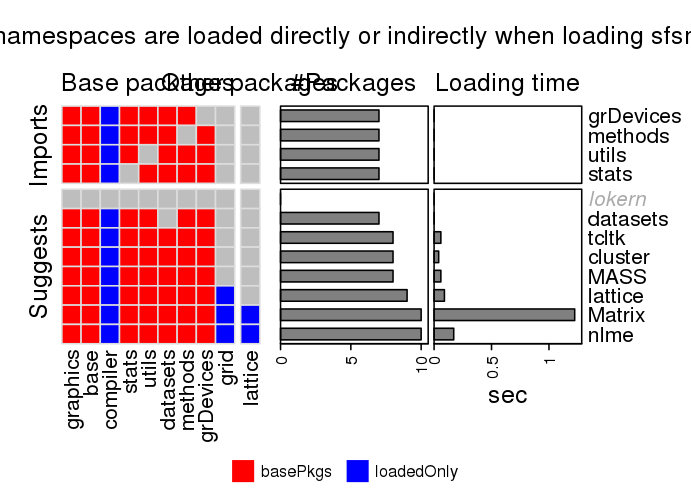 namespaces are loaded directly or indirectly when loading sfsr
Base packages
Other packages
#Packages
Loading time
Imports
grDevices
methods
utils
stats
Suggests
lokern
datasets
tcltk
cluster
MASS
lattice
Matrix
nlme
graphics
base
compiler
stats
utils
datasets
methods
grDevices
grid
lattice
0 5 10
0 0.5 1
sec
basePkgs loadedOnly